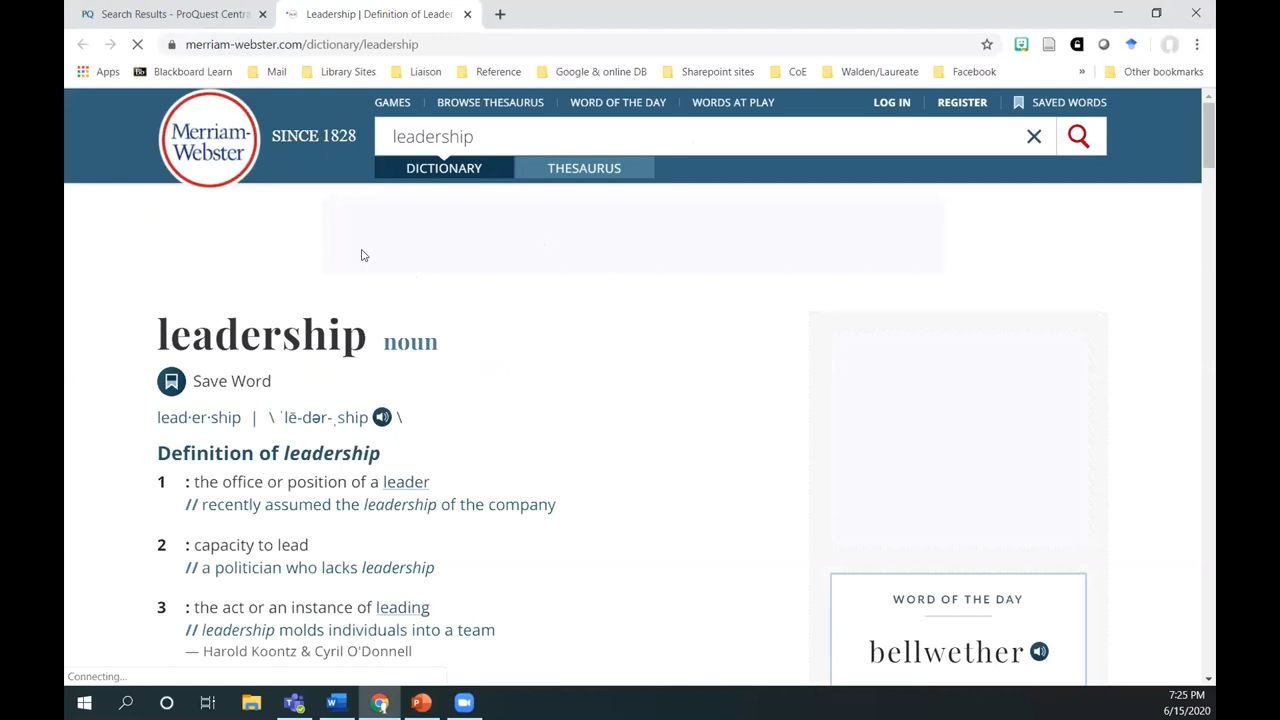 Search Results - ProQuest Centra
Leadership | Definition of Leader
merriam-webster.com/dictionary/leadership
Apps
Blackboard Learn
Mail
Library Sites
Liaison
Reference
Google & online DB
Sharepoint sites
CoE
Walden/Laureate
Facebook
»
Other bookmarks
GAMES
BROWSE THESAURUS
WORD OF THE DAY
WORDS AT PLAY
LOG IN
REGISTER
SAVED WORDS
Merriam-
Webster
SINCE 1828
leadership
DICTIONARY
THESAURUS
leadership noun
Save Word
lead·er·ship | \ ˈlē-dər-ˌship \
Definition of leadership
1 : the office or position of a leader
// recently assumed the leadership of the company
2 : capacity to lead
// a politician who lacks leadership
3 : the act or an instance of leading
// leadership molds individuals into a team
— Harold Koontz & Cyril O'Donnell
WORD OF THE DAY
bellwether
Connecting...
7:25 PM
6/15/2020